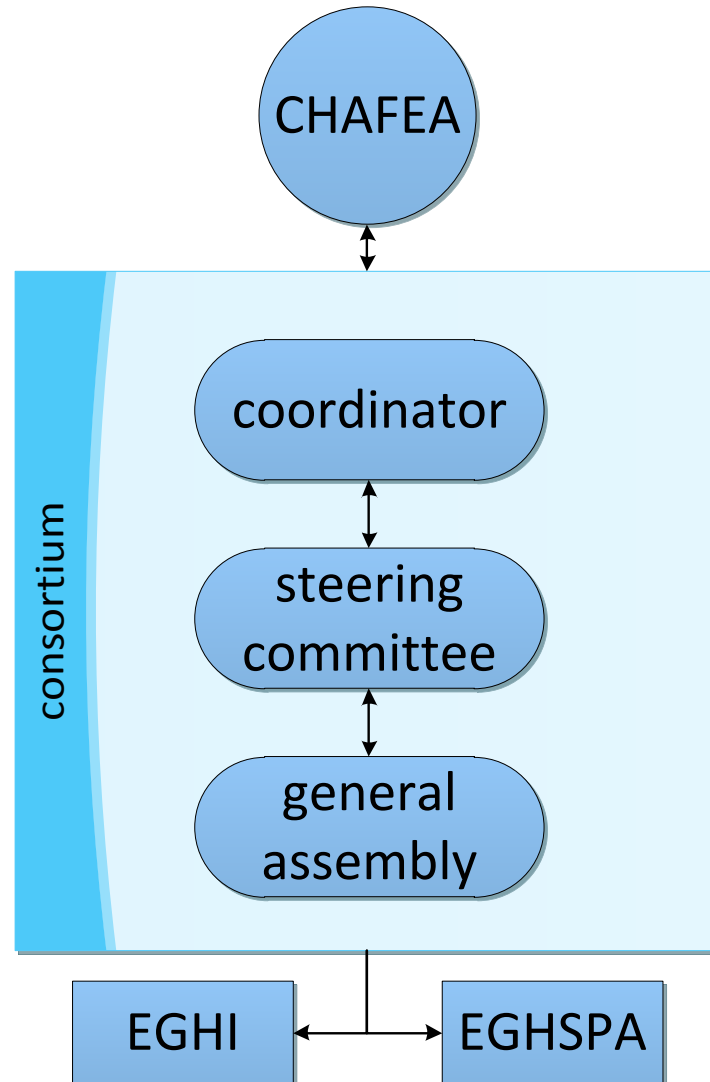 CHAFEA
consortium
coordinator
steering
committee
general
assembly
EGHI
EGHSPA